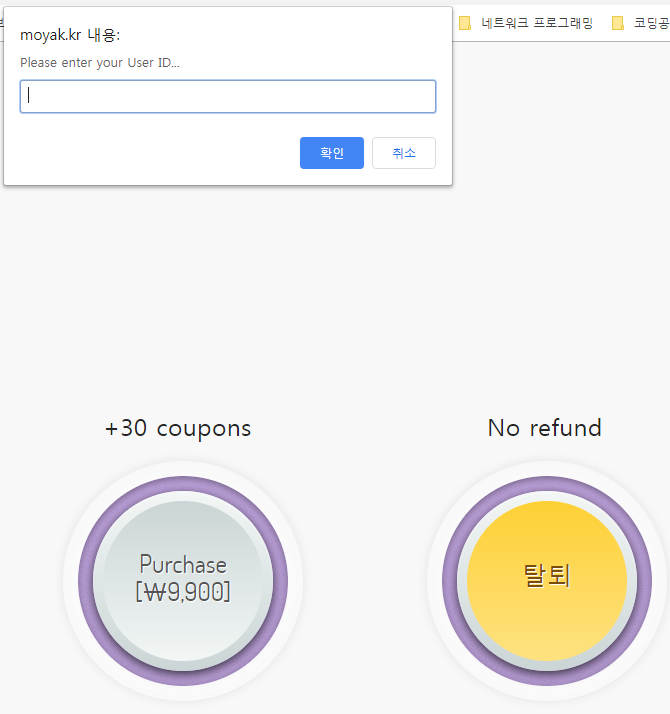 moyak.kr 내용:
Please enter your User ID...
확인
취소
네트워크 프로그래밍
코딩공
+30 coupons
No refund
Purchase
[₩9,900]
탈퇴